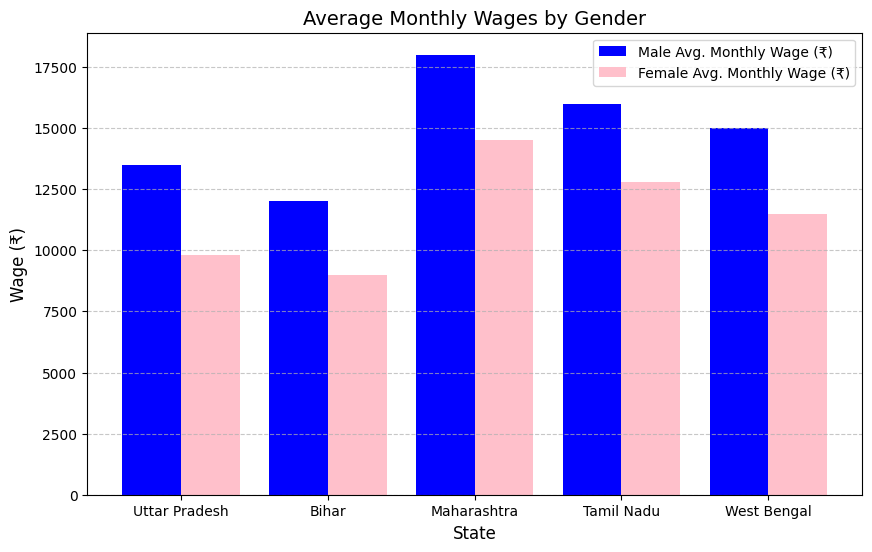 Average Monthly Wages by Gender
Male Avg. Monthly Wage (₹)
Female Avg. Monthly Wage (₹)
Wage (₹)
17500
15000
12500
10000
7500
5000
2500
0
Uttar Pradesh
Bihar
Maharashtra
Tamil Nadu
West Bengal
State